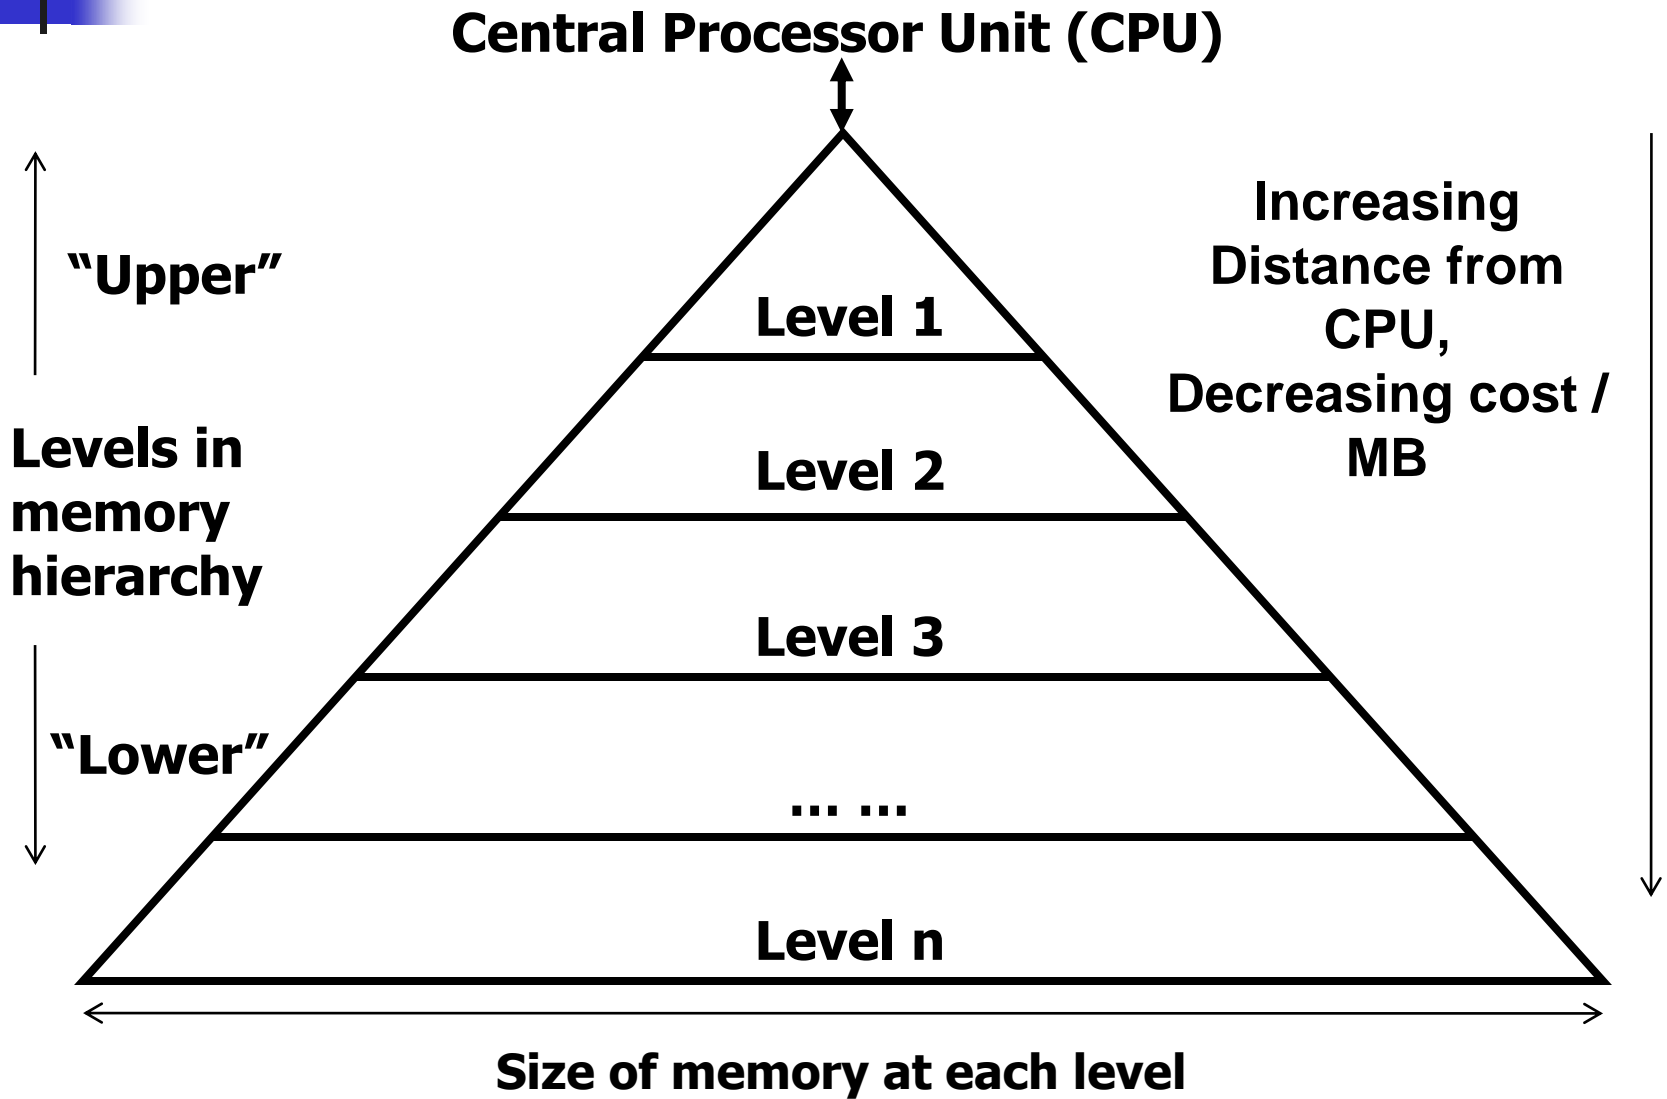 Central Processor Unit (CPU)
“Upper”
Levels in
memory
hierarchy
“Lower”
Level 1
Level 2
Level 3
... ...
Level n
Increasing
Distance from
CPU,
Decreasing cost /
MB
Size of memory at each level